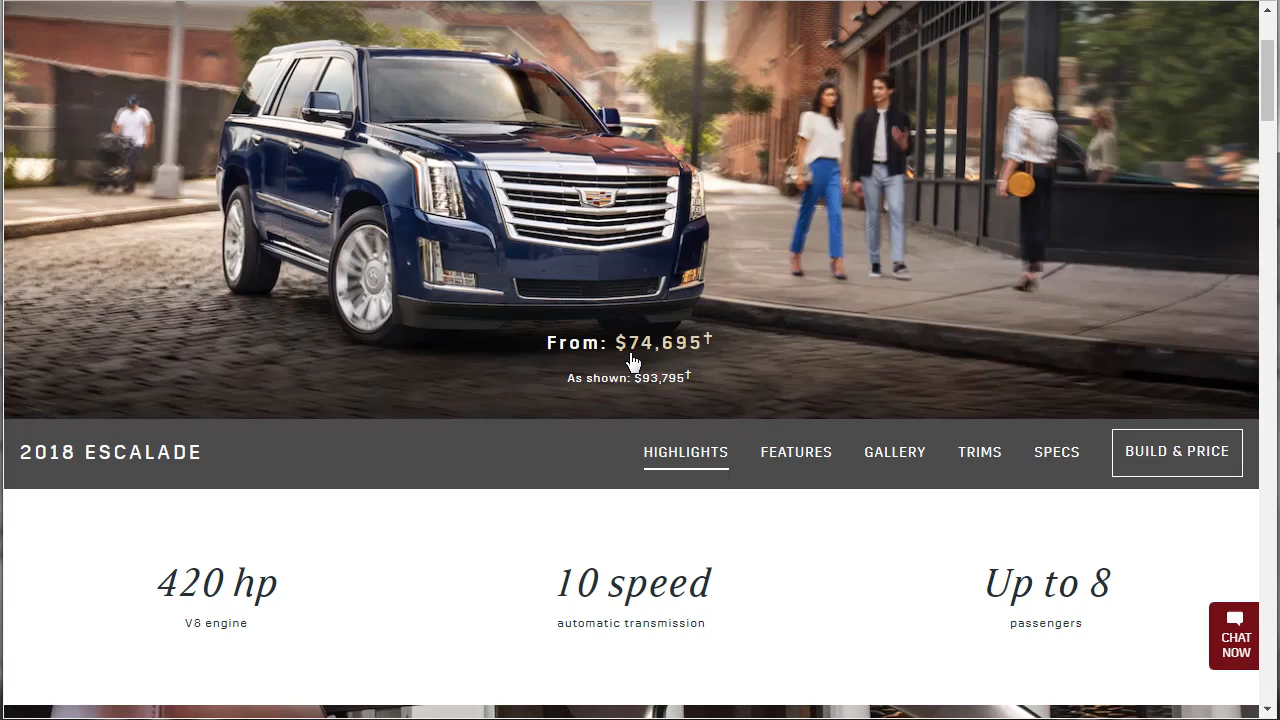 From: $74,695†
As shown: $93,795†
2018 ESCALADE
HIGHLIGHTS
FEATURES
GALLERY
TRIMS
SPECS
BUILD & PRICE
420 hp
V8 engine
10 speed
automatic transmission
Up to 8
passengers
CHAT
NOW